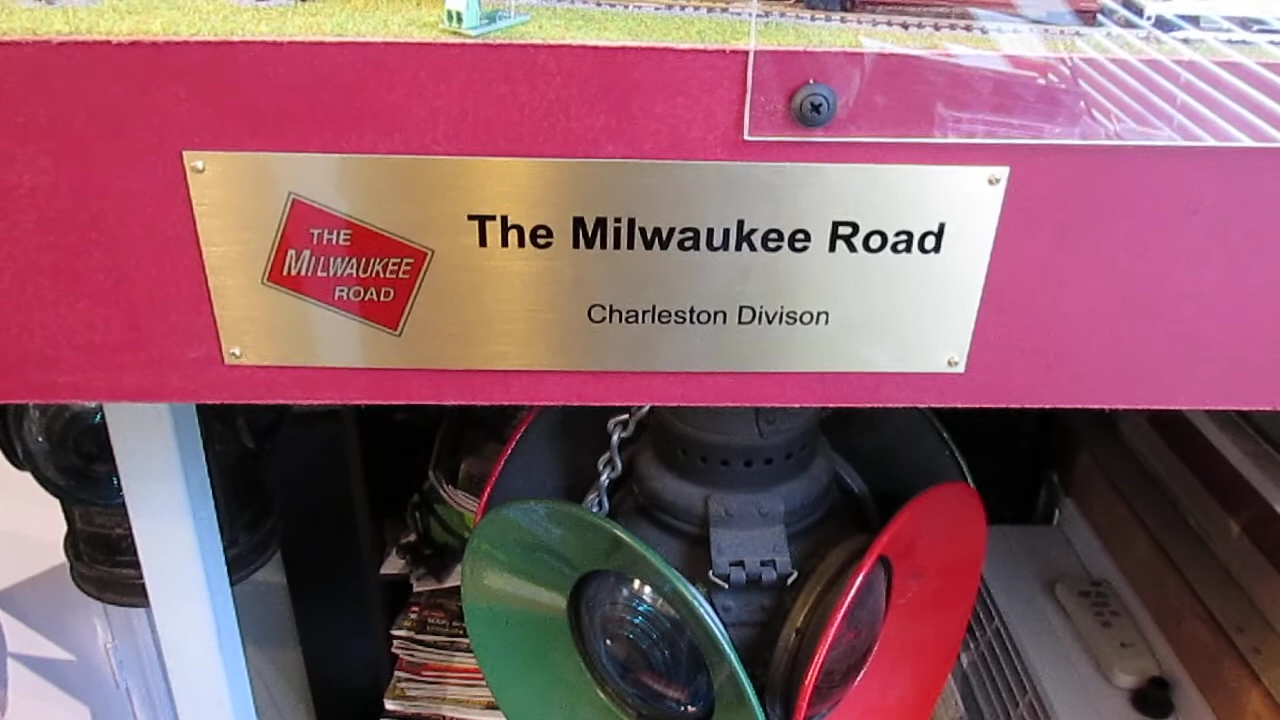 THE
MILWAUKEE
ROAD
The Milwaukee Road
Charleston Divison